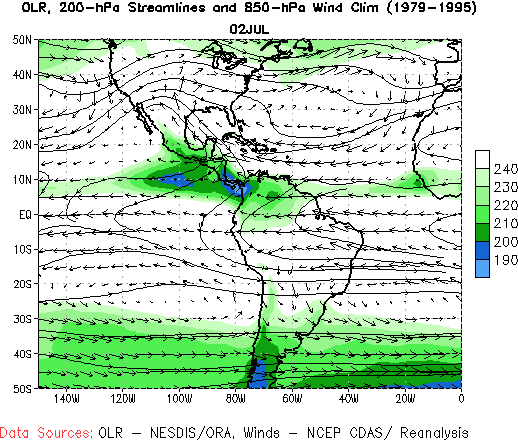 OLR, 200-hPa Streamlines and 850-hPa Wind Clim (1979-1995)
02JUL
50N
40N
30N
20N
10N
EQ
10S
20S
30S
40S
50S
140W 120W 100W 80W 60W 40W 20W 0
240
230
220
210
200
190
Data Sources: OLR - NESDIS/ORA, Winds - NCEP CDAS/ Reanalysis